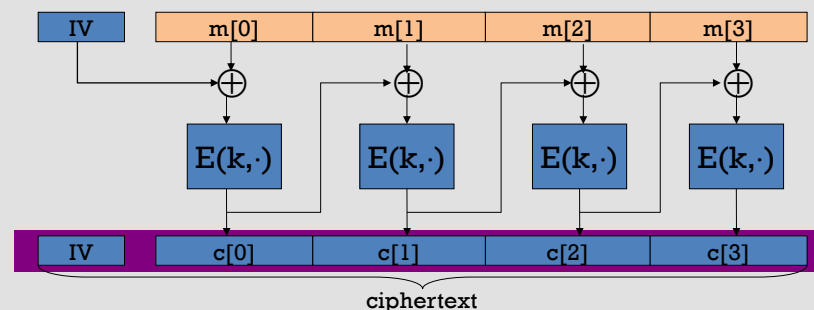 IV m[0] m[1] m[2] m[3]
E(k,·) E(k,·) E(k,·) E(k,·)
IV c[0] c[1] c[2] c[3]
ciphertext